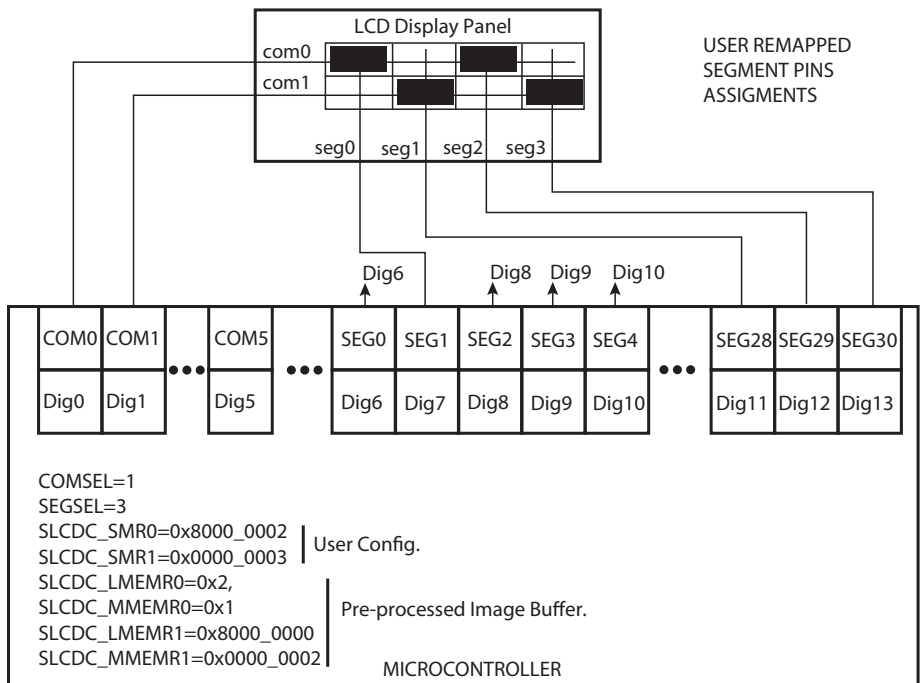 LCD Display Panel
com0
com1
USER REMAPPED
SEGMENT PINS
ASSIGMENTS
seg0 seg1 seg2 seg3
Dig6 Dig8 Dig9 Dig10
COM0 COM1 COM5 SEG0 SEG1 SEG2 SEG3 SEG4 SEG28 SEG29 SEG30
Dig0 Dig1 Dig5 Dig6 Dig7 Dig8 Dig9 Dig10 Dig11 Dig12 Dig13
COMSEL=1
SEGSEL=3
SLCDC_SMR0=0x8000_0002
SLCDC_SMR1=0x0000_0003
User Config.
SLCDC_LMEMR0=0x2,
SLCDC_MMEMR0=0x1
SLCDC_LMEMR1=0x8000_0000
SLCDC_MMEMR1=0x0000_0002
Pre-processed Image Buffer.
MICROCONTROLLER